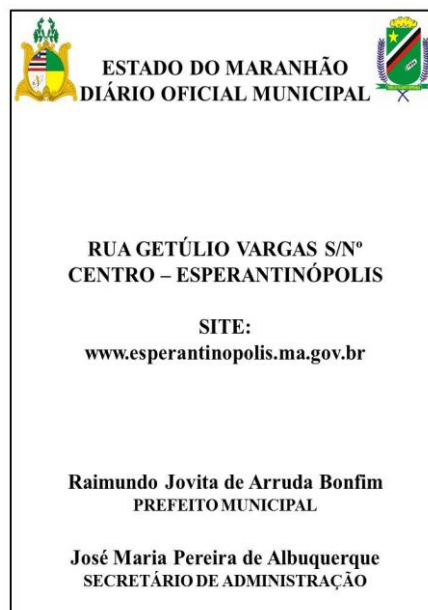 ESTADO DO MARANHÃO
DIÁRIO OFICIAL MUNICIPAL
RUA GETÚLIO VARGAS S/Nº
CENTRO – ESPERANTINÓPOLIS
SITE:
www.esperantinopolis.ma.gov.br
Raimundo Jovita de Arruda Bonfim
PREFEITO MUNICIPAL
José Maria Pereira de Albuquerque
SECRETÁRIO DE ADMINISTRAÇÃO